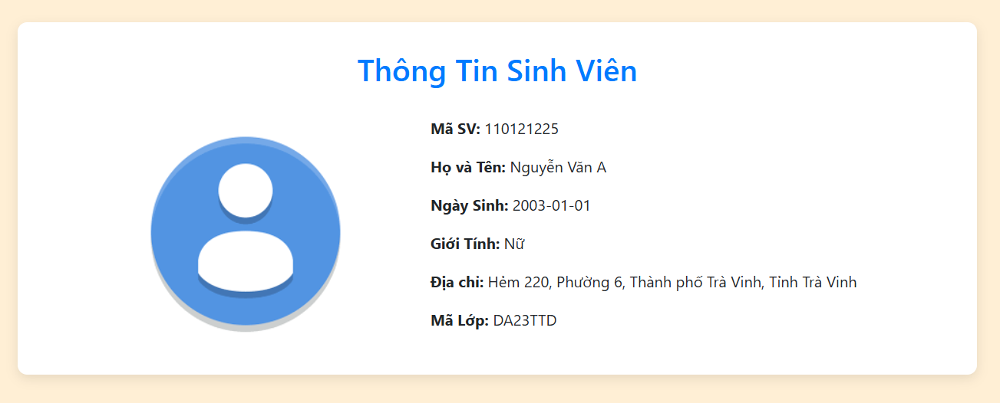 Thông Tin Sinh Viên
Mã SV: 110121225
Họ và Tên: Nguyễn Văn A
Ngày Sinh: 2003-01-01
Giới Tính: Nữ
Địa chỉ: Hẻm 220, Phường 6, Thành phố Trà Vinh, Tỉnh Trà Vinh
Mã Lớp: DA23TTD